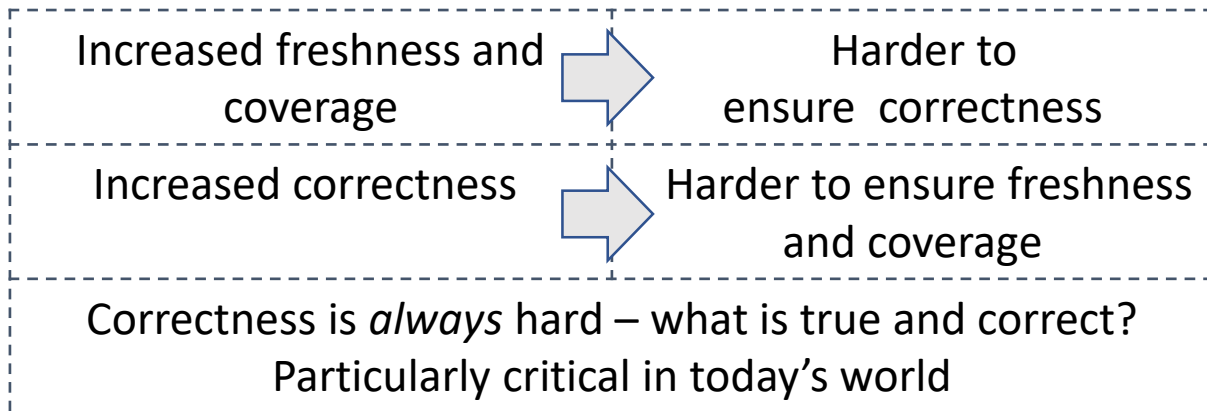 Increased freshness and
coverage
Harder to
ensure  correctness
Increased correctness
Harder to ensure freshness
and coverage
Correctness is always hard – what is true and correct?
Particularly critical in today’s world